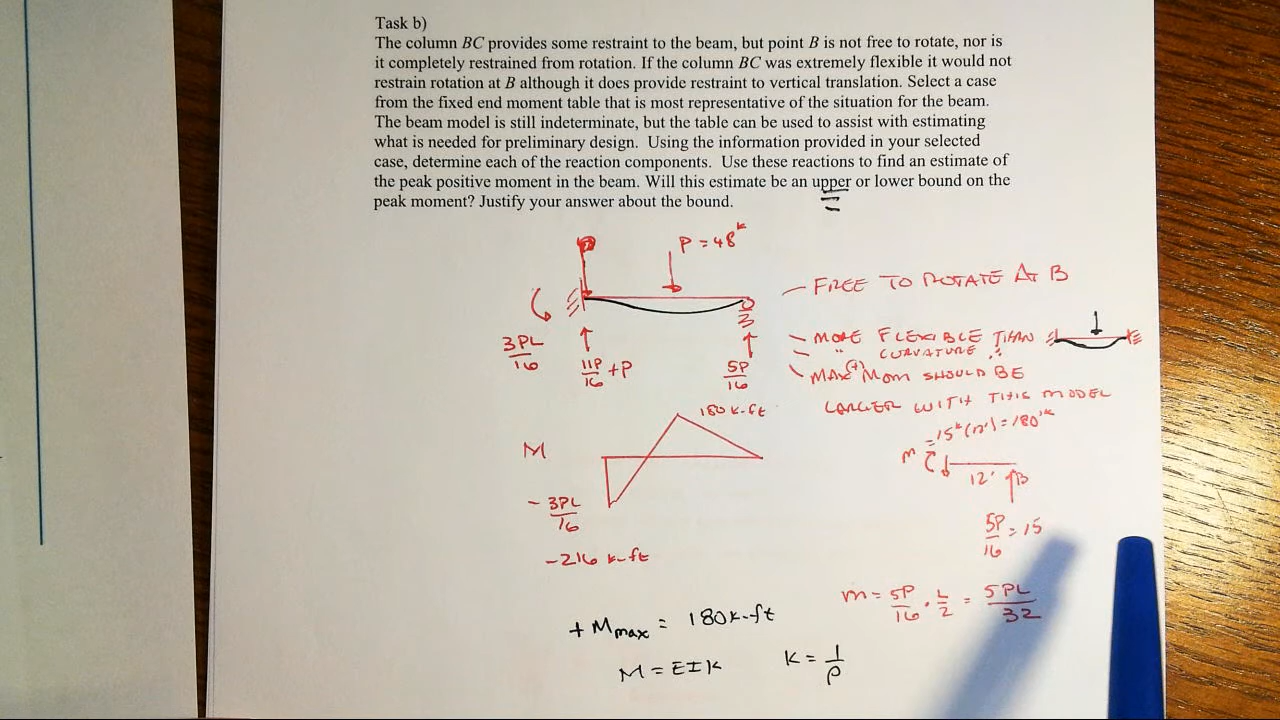 Task b)
The column BC provides some restraint to the beam, but point B is not free to rotate, nor is
it completely restrained from rotation. If the column BC was extremely flexible it would not
restrain rotation at B although it does provide restraint to vertical translation. Select a case
from the fixed end moment table that is most representative of the situation for the beam.
The beam model is still indeterminate, but the table can be used to assist with estimating
what is needed for preliminary design. Using the information provided in your selected
case, determine each of the reaction components. Use these reactions to find an estimate of
the peak positive moment in the beam. Will this estimate be an upper or lower bound on the
peak moment? Justify your answer about the bound.
P = 48k
3PL/16
11P/16 + P
5P/16
- FREE TO ROTATE AT B
- MORE FLEXIBLE THAN
- " CURVATURE "
- MAX (+) MOM SHOULD BE
LARGER WITH THIS MODEL
M
180 k-ft
- 3PL/16
-216 k-ft
= 15k (12') = 180'k
M
12'
B
5P/16 = 15
M = 5P/16 · L/2 = 5PL/32
+ Mmax = 180k-ft
M = EIK
K = 1/ρ